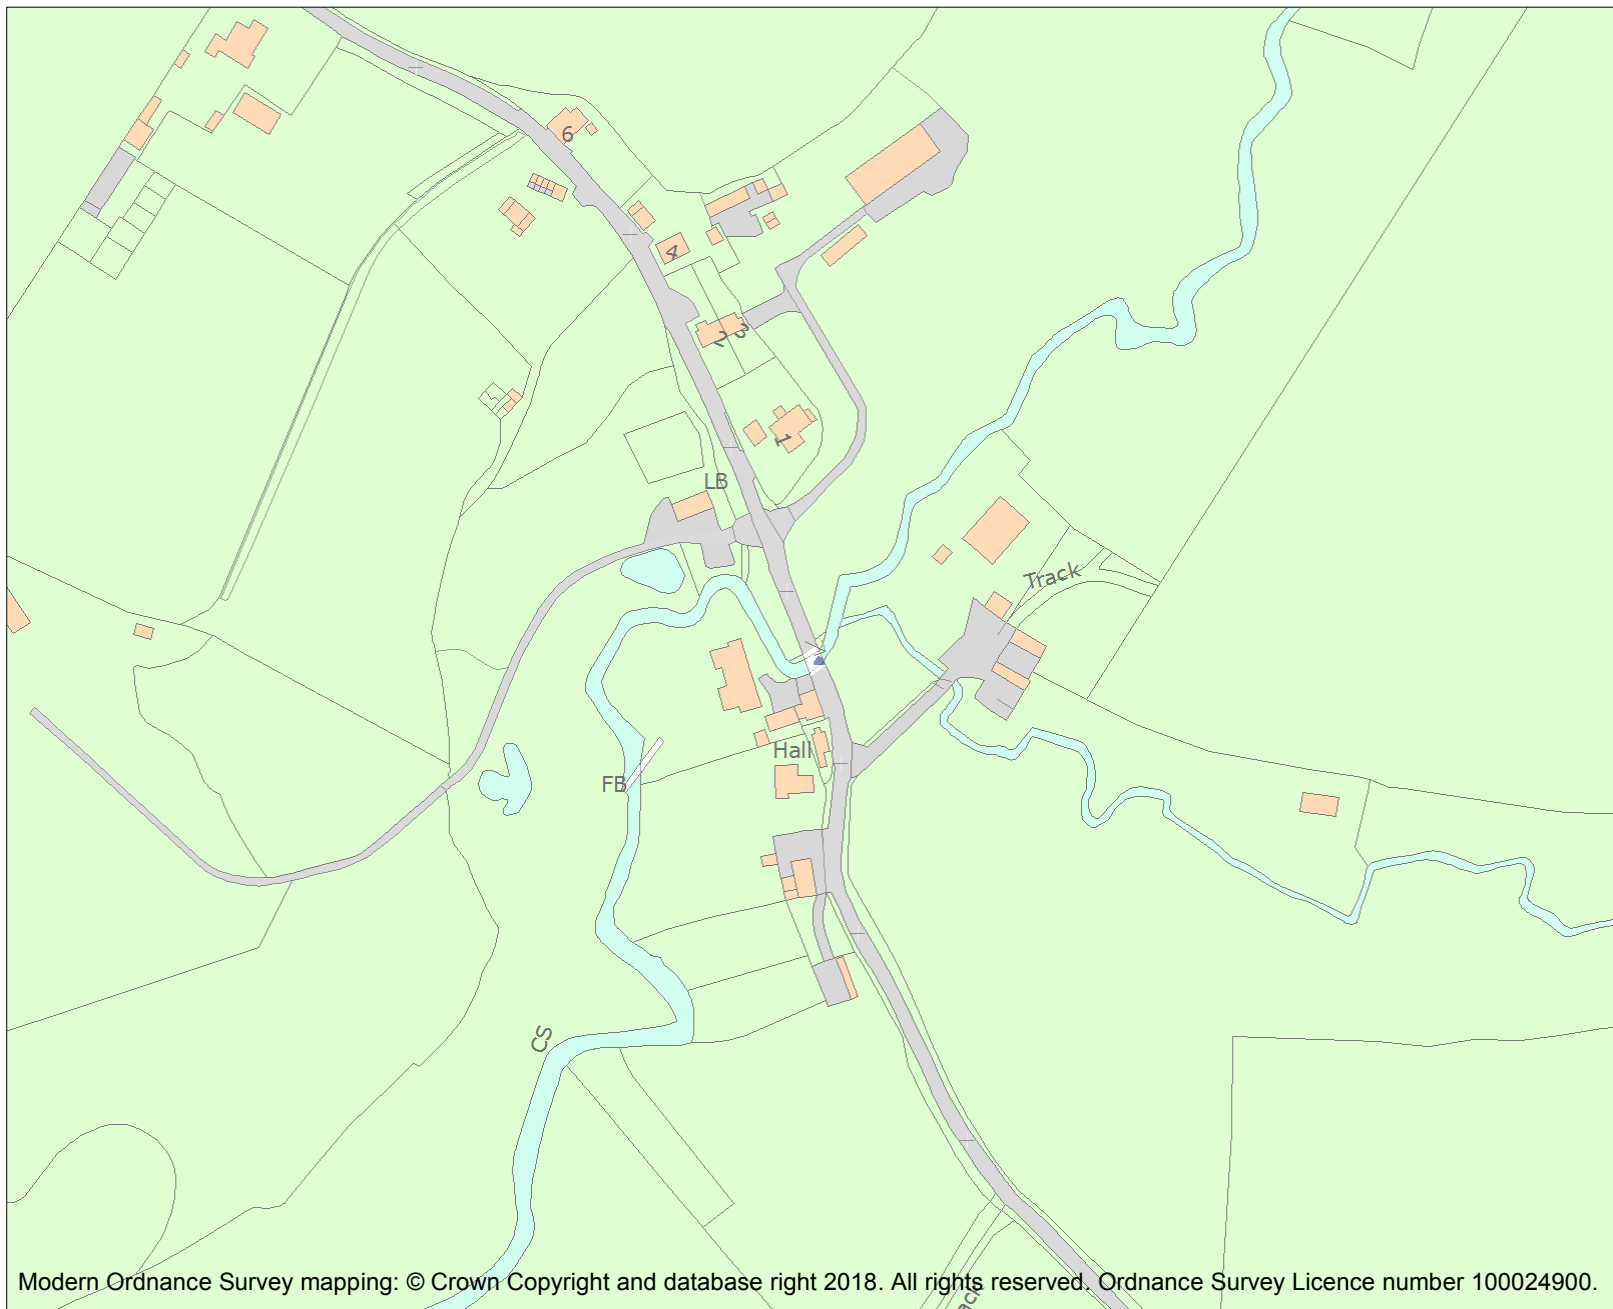 6
4
2
3
1
LB
Track
Hall
FB
CS
Modern Ordnance Survey mapping: © Crown Copyright and database right 2018. All rights reserved. Ordnance Survey Licence number 100024900.